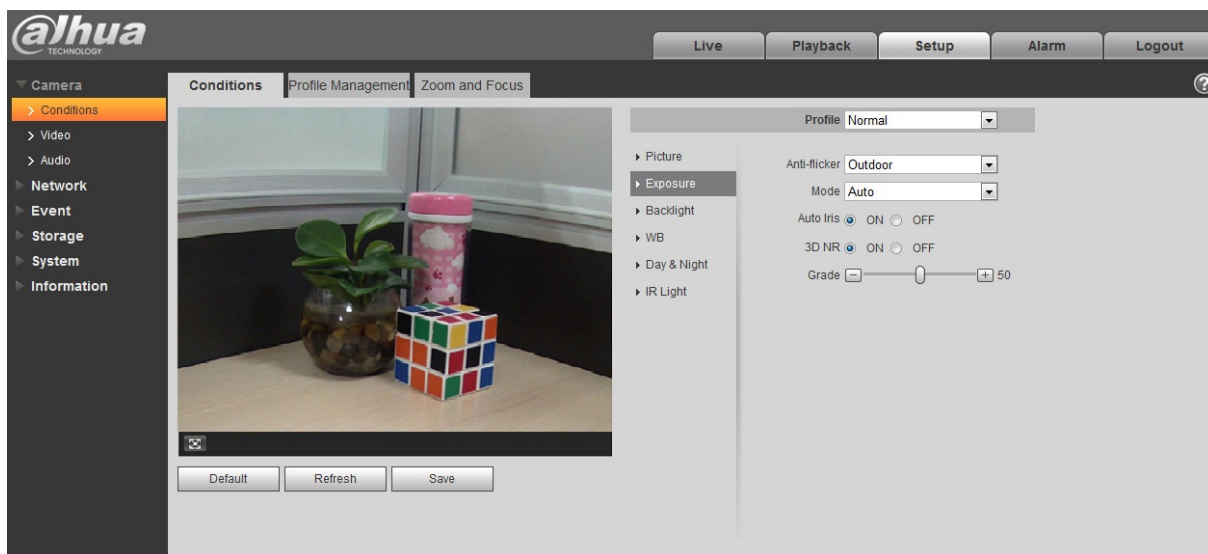 alhua
TECHNOLOGY
Live
Playback
Setup
Alarm
Logout
Camera
Conditions
Video
Audio
Network
Event
Storage
System
Information
Conditions
Profile Management
Zoom and Focus
?
Profile Normal
Picture
Exposure
Backlight
WB
Day & Night
IR Light
Anti-flicker Outdoor
Mode Auto
Auto Iris ON OFF
3D NR ON OFF
Grade 50
Default
Refresh
Save